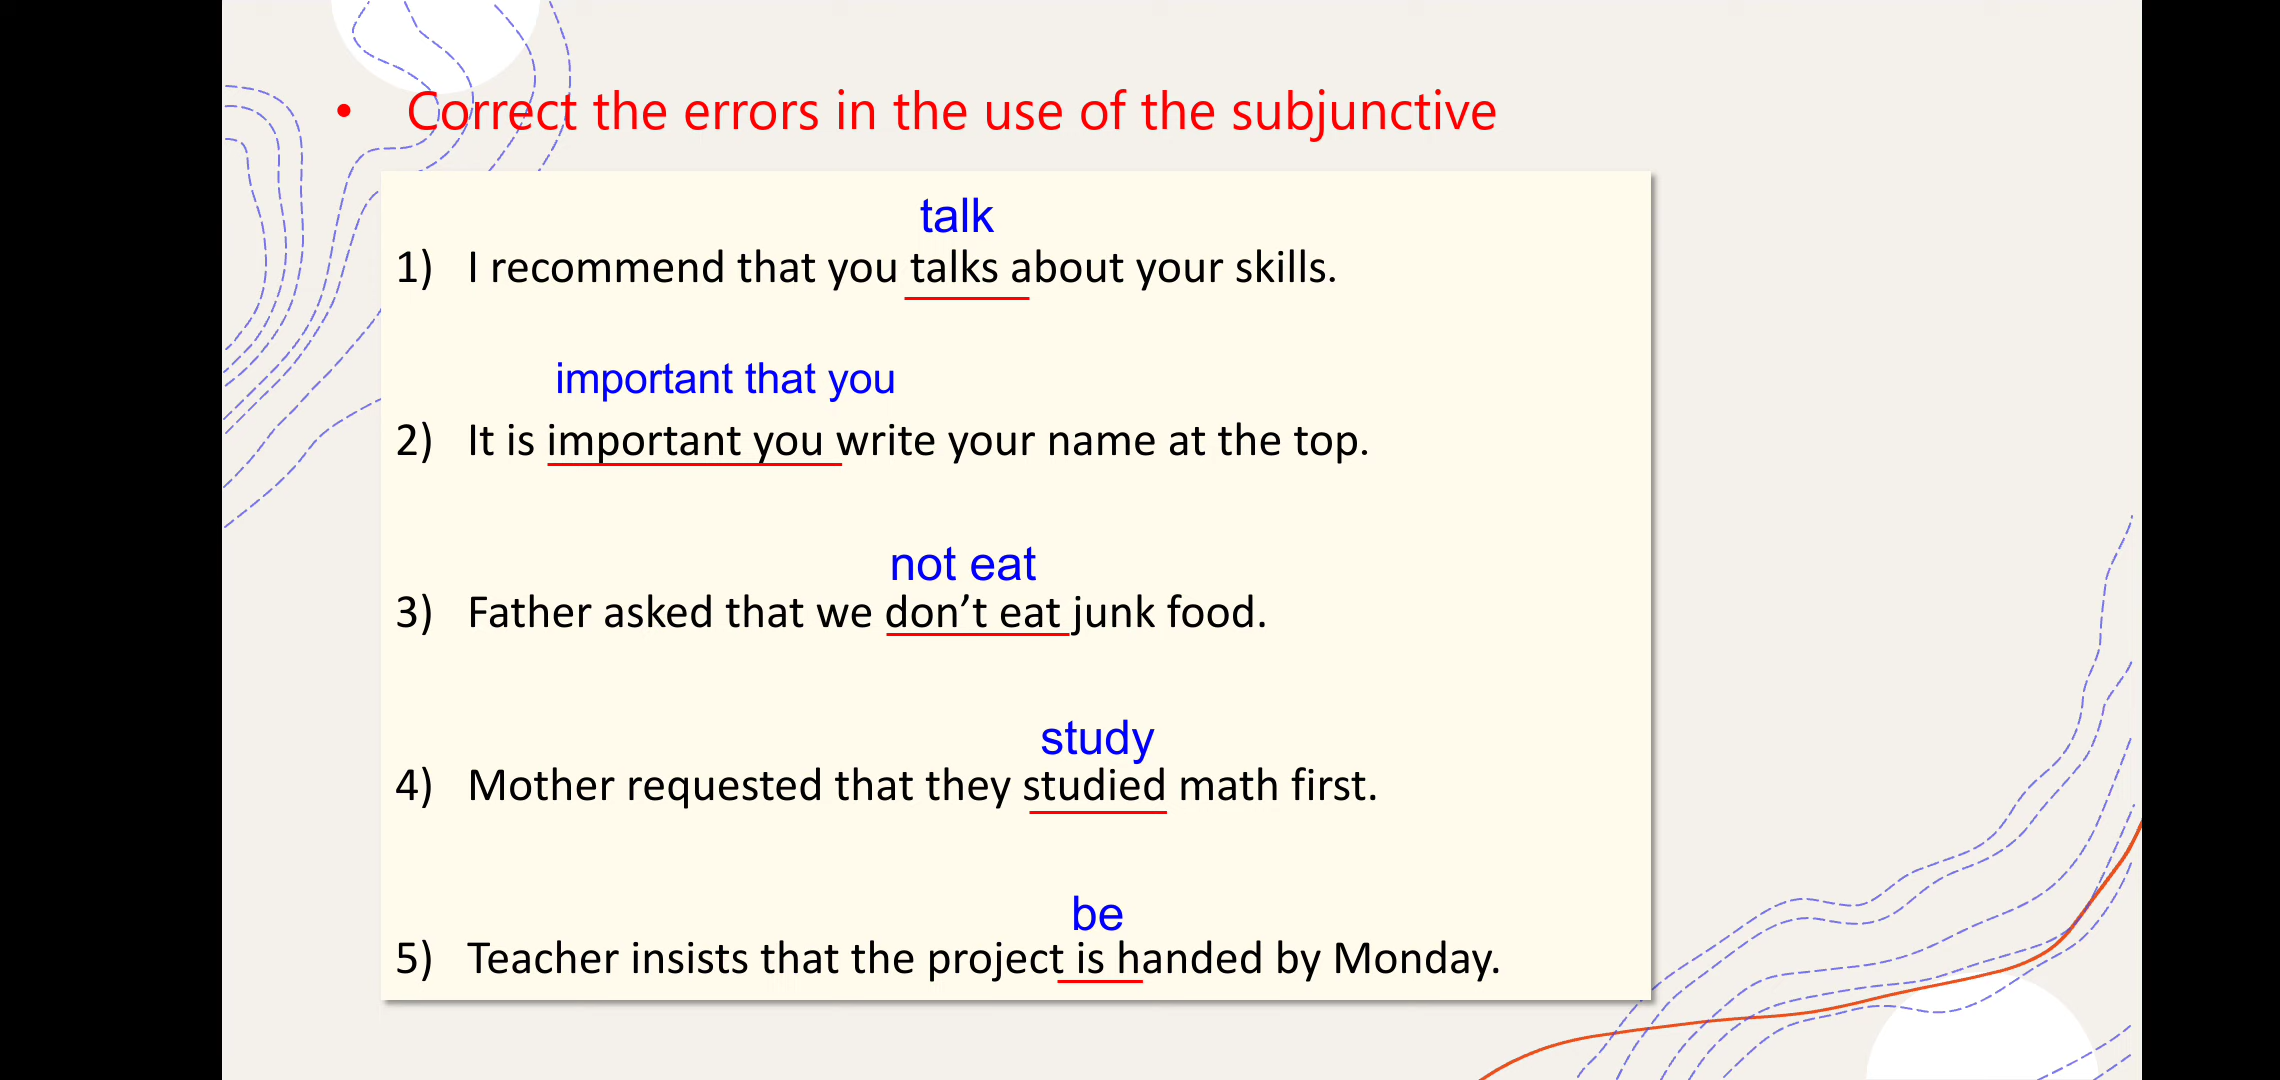 • Correct the errors in the use of the subjunctive
talk
1) I recommend that you talks about your skills.
important that you
2) It is important you write your name at the top.
not eat
3) Father asked that we don’t eat junk food.
study
4) Mother requested that they studied math first.
be
5) Teacher insists that the project is handed by Monday.